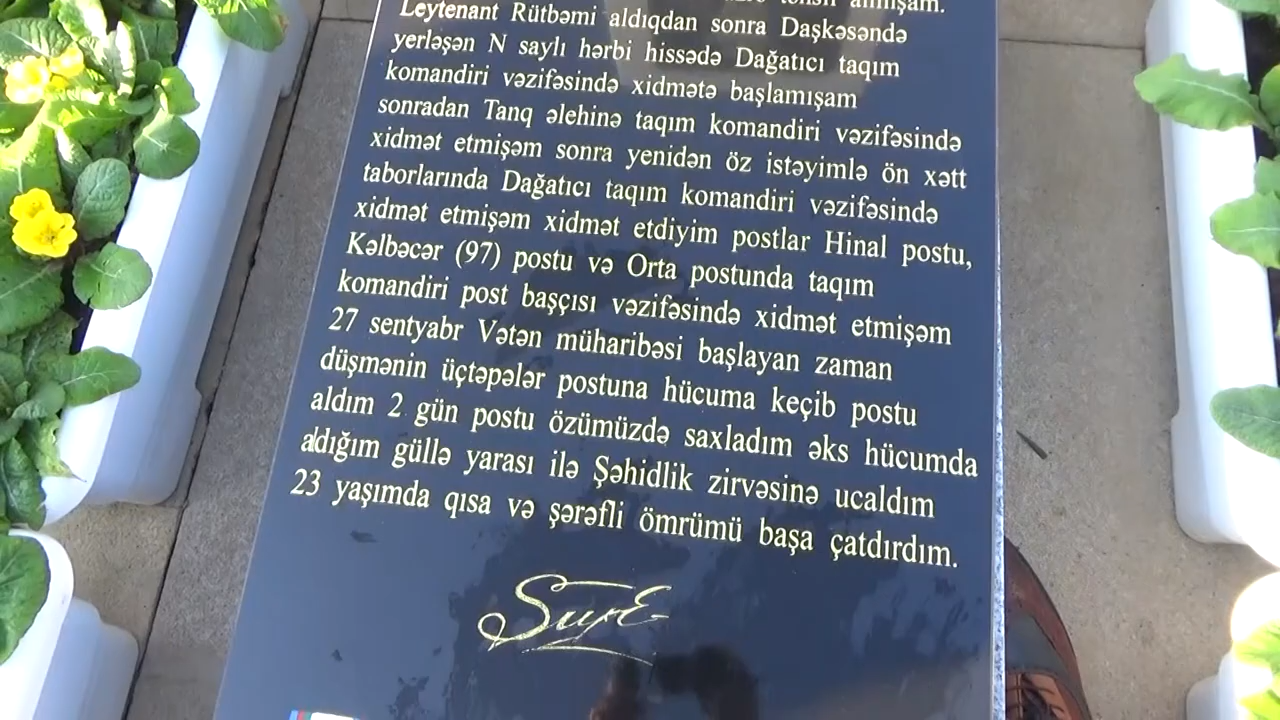 təhsil almışam.
Leytenant Rütbəmi aldıqdan sonra Daşkəsəndə
yerləşən N saylı hərbi hissədə Dağatıcı taqım
komandiri vəzifəsində xidmətə başlamışam
sonradan Tanq əlehinə taqım komandiri vəzifəsində
xidmət etmişəm sonra yenidən öz istəyimlə ön xətt
taborlarında Dağatıcı taqım komandiri vəzifəsində
xidmət etmişəm xidmət etdiyim postlar Hinal postu,
Kəlbəcər (97) postu və Orta postunda taqım
komandiri post başçısı vəzifəsində xidmət etmişəm
27 sentyabr Vətən müharibəsi başlayan zaman
düşmənin üçtəpələr postuna hücuma keçib postu
aldım 2 gün postu özümüzdə saxladım əks hücumda
aldığım güllə yarası ilə Şəhidlik zirvəsinə ucaldım
23 yaşımda qısa və şərəfli ömrümü başa çatdırdım.